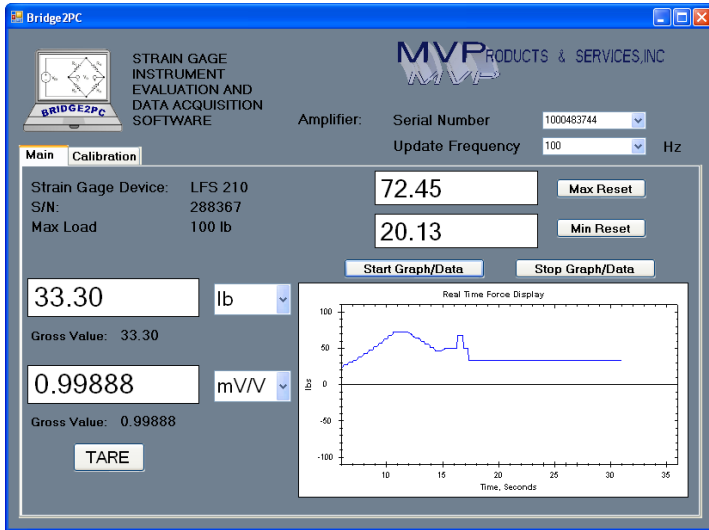 Bridge2PC
STRAIN GAGE
INSTRUMENT
EVALUATION AND
DATA ACQUISITION
SOFTWARE
BRIDGE2PC
MVPRODUCTS & SERVICES,INC
MVP
Amplifier: Serial Number 1000483744
Update Frequency 100 Hz
Main Calibration
Strain Gage Device: LFS 210
S/N: 288367
Max Load 100 lb
72.45 Max Reset
20.13 Min Reset
Start Graph/Data Stop Graph/Data
33.30 lb
Gross Value: 33.30
0.99888 mV/V
Gross Value: 0.99888
TARE
Real Time Force Display
100
50
0
-50
-100
lbs
10 15 20 25 30 35
Time, Seconds